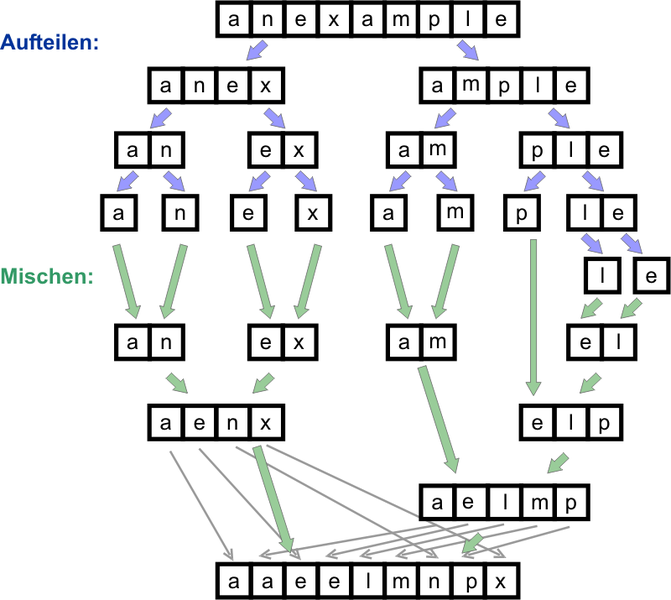 a n e x a m p l e
Aufteilen:
a n e x a m p l e
a n e x a m p l e
a n e x a m p l e
l e
Mischen:
a n e x a m e l
a e n x e l p
a e l m p
a a e e l m n p x